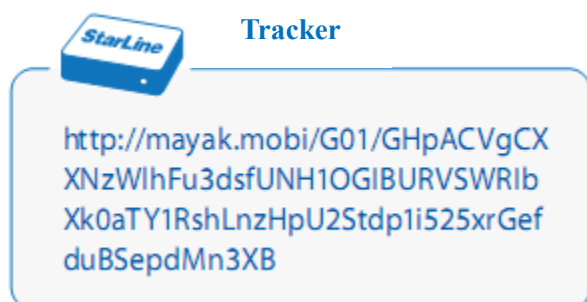 StarLine
Tracker
http://mayak.mobi/G01/GHpACVgCX
XNzWlhFu3dsfUNH1OGIBURVSWRIb
Xk0aTY1RshLnzHpU2Stdp1i525xrGef
duBSepdMn3XB